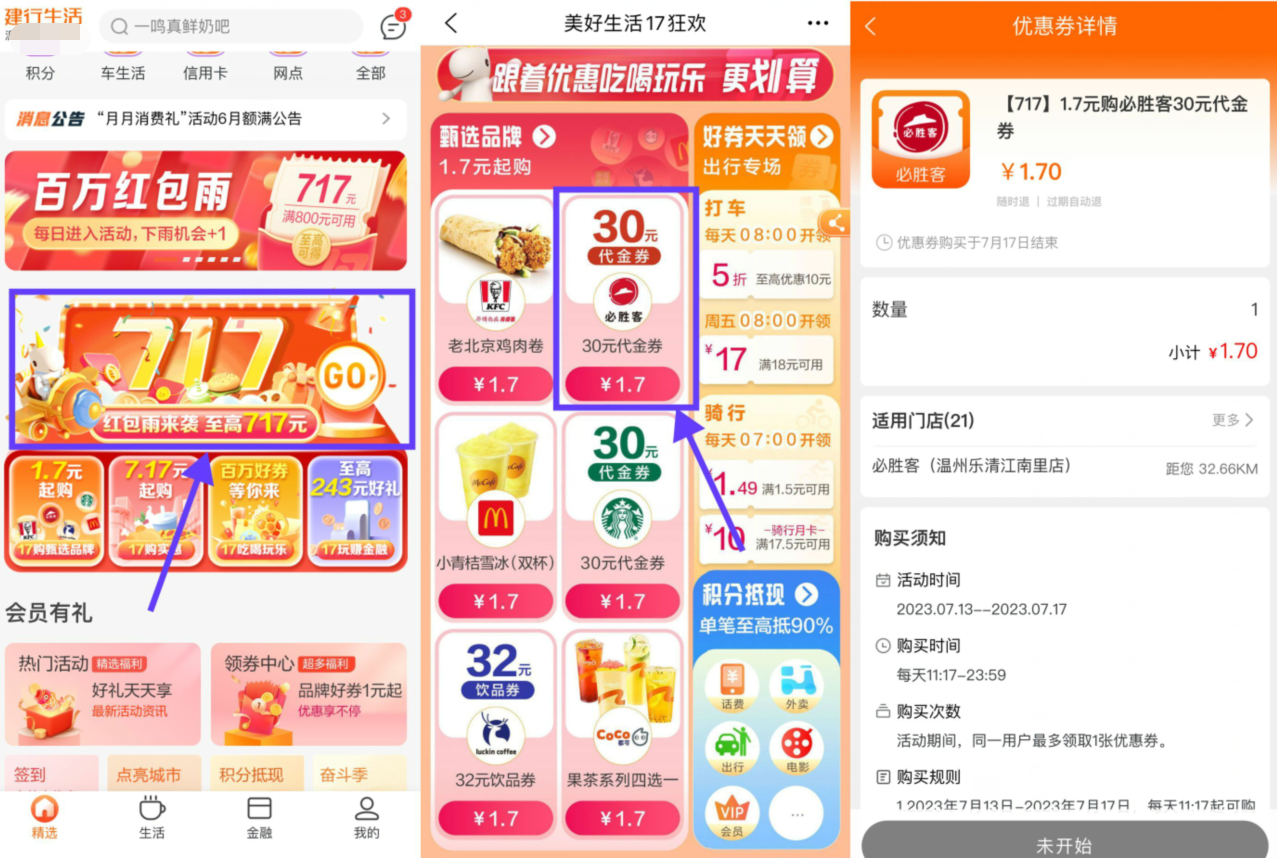 建行生活
一鸣真鲜奶吧
3
积分
车生活
信用卡
网点
全部
消息公告
“月月消费礼”活动6月额满公告
百万红包雨
每日进入活动,下雨机会+1
717元
满800元可用
至高可得
717
GO
红包雨来袭 至高717元
1.7元
起购
17购甄选品牌
7.17元
起购
17购实惠
百万好券
等你来
17吃喝玩乐
至高
243元好礼
17玩赚金融
会员有礼
热门活动 精选福利
好礼天天享
最新活动资讯
领券中心 超多福利
品牌好券1元起
优惠享不停
签到
点亮城市
积分抵现
奋斗季
精选
生活
金融
我的
美好生活17狂欢
跟着优惠吃喝玩乐 更划算
甄选品牌
1.7元起购
KFC
老北京鸡肉卷
¥1.7
30元
代金券
必胜客
30元代金券
¥1.7
McCafé
小青桔雪冰(双杯)
¥1.7
30元
代金券
30元代金券
¥1.7
32元
饮品券
luckin coffee
32元饮品券
¥1.7
CoCo都可
果茶系列四选一
¥1.7
好券天天领
出行专场
打车
每天08:00开领
5折 至高优惠10元
周五08:00开领
¥17 满18元可用
骑行
每天07:00开领
1.49 满1.5元可用
¥10 -骑行月卡-
满17.5元可用
积分抵现
单笔至高抵90%
话费
外卖
出行
电影
VIP
会员
优惠券详情
必胜客
必胜客
【717】1.7元购必胜客30元代金
券
¥1.70
随时退 | 过期自动退
优惠券购买于7月17日结束
数量
1
小计 ¥1.70
适用门店(21)
更多
必胜客(温州乐清江南里店)
距您 32.66KM
购买须知
活动时间
2023.07.13--2023.07.17
购买时间
每天11:17-23:59
购买次数
活动期间，同一用户最多领取1张优惠券。
购买规则
1.2023年7月13日-2023年7月17日，每天11:17起可购
未开始